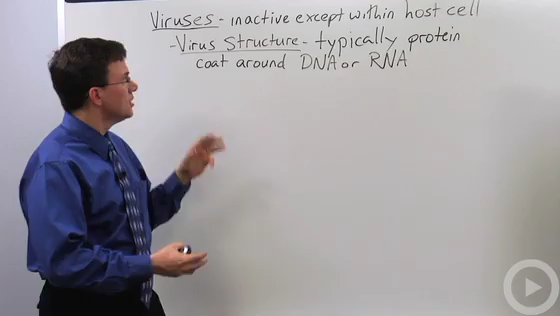 Viruses - inactive except within host cell
- Virus Structure - typically protein
coat around DNA or RNA